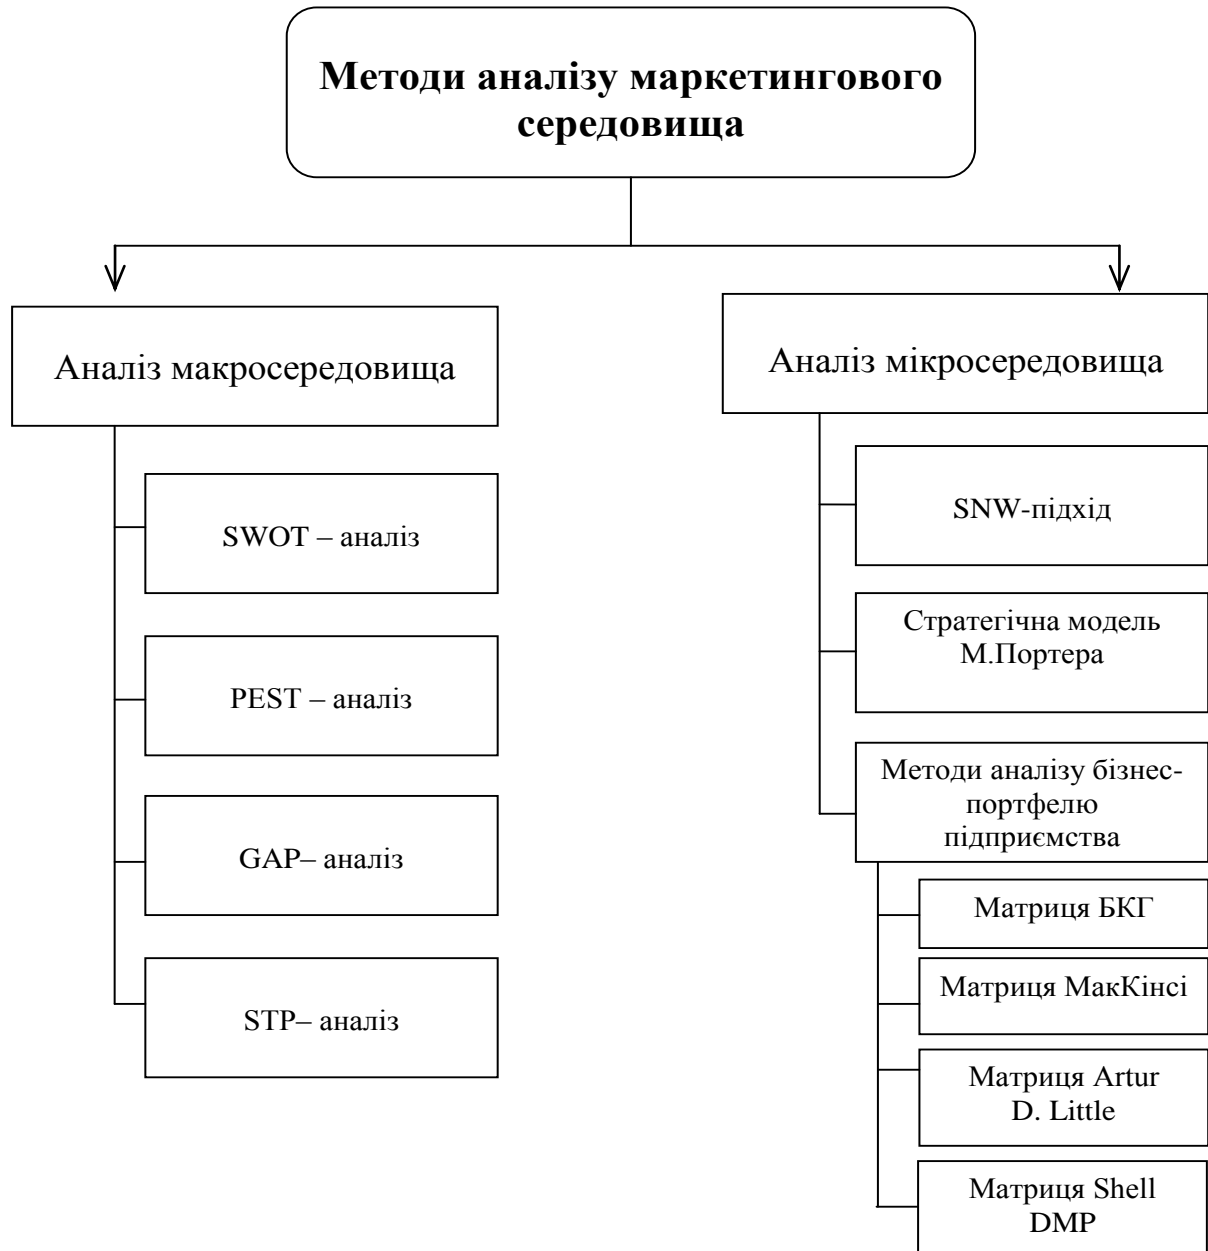 Методи аналізу маркетингового
середовища
Аналіз макросередовища
SWOT – аналіз
PEST – аналіз
GAP– аналіз
STP– аналіз
Аналіз мікросередовища
SNW-підхід
Стратегічна модель
М.Портера
Методи аналізу бізнес-
портфелю
підприємства
Матриця БКГ
Матриця МакКінсі
Матриця Artur
D. Little
Матриця Shell
DMP